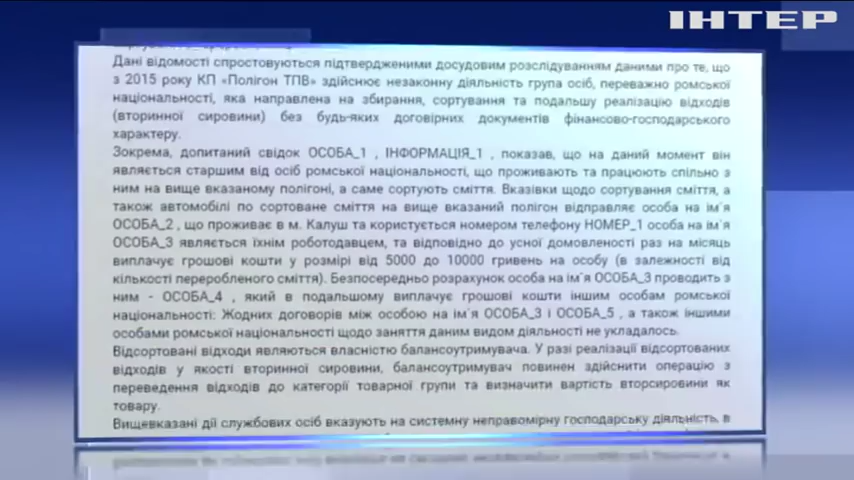 ІНТЕР
Дані відомості спростовуються підтвердженими досудовим розслідуванням даними про те, що
з 2015 року КП «Полігон ТПВ» здійснює незаконну діяльність група осіб, переважно ромської
національності, яка направлена на збирання, сортування та подальшу реалізацію відходів
(вторинної сировини) без будь-яких договірних документів фінансово-господарського
характеру.
Зокрема, допитаний свідок ОСОБА_1 , ІНФОРМАЦІЯ_1 , показав, що на даний момент він
являється старшим від осіб ромської національності, що проживають та працюють спільно з
ним на вище вказаному полігоні, а саме сортують сміття. Вказівки щодо сортування сміття, а
також автомобілі по сортоване сміття на вище вказаний полігон відправляє особа на ім`я
ОСОБА_2 , що проживає в м. Калуш та користується номером телефону НОМЕР_1 особа на ім`я
ОСОБА_3 являється їхнім роботодавцем, та відповідно до усної домовленості раз на місяць
виплачує грошові кошти у розмірі від 5000 до 10000 гривень на особу (в залежності від
кількості переробленого сміття). Безпосередньо розрахунок особа на ім`я ОСОБА_3 проводить з
ним - ОСОБА_4 , який в подальшому виплачує грошові кошти іншим особам ромської
національності: Жодних договорів між особою на ім`я ОСОБА_3 і ОСОБА_5 , а також іншими
особами ромської національності щодо заняття даним видом діяльності не укладалось.
Відсортовані відходи являються власністю балансоутримувача. У разі реалізації відсортованих
відходів у якості вторинної сировини, балансоутримувач повинен здійснити операцію з
переведення відходів до категорії товарної групи та визначити вартість вторсировини як
товару.
Вищевказані дії службових осіб вказують на системну неправомірну господарську діяльність, в